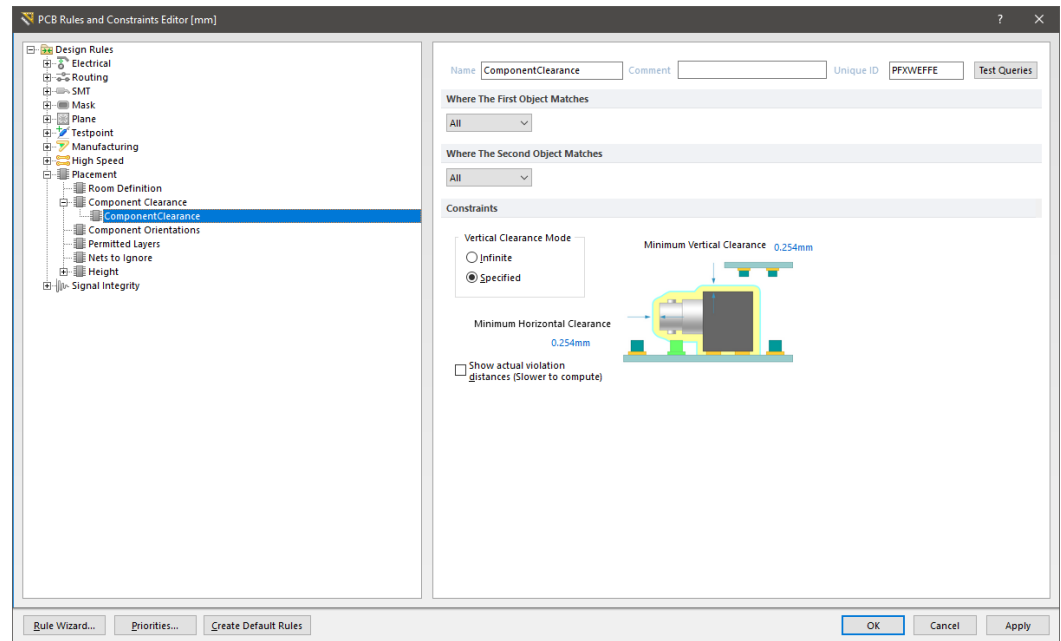 PCB Rules and Constraints Editor [mm]
? ×
Design Rules
Electrical
Routing
SMT
Mask
Plane
Testpoint
Manufacturing
High Speed
Placement
Room Definition
Component Clearance
ComponentClearance
Component Orientations
Permitted Layers
Nets to Ignore
Height
Signal Integrity
Name ComponentClearance Comment Unique ID PFXWEFFE Test Queries
Where The First Object Matches
All
Where The Second Object Matches
All
Constraints
Vertical Clearance Mode
Infinite
Specified
Minimum Vertical Clearance 0.254mm
Minimum Horizontal Clearance
0.254mm
Show actual violation
distances (Slower to compute)
Rule Wizard... Priorities... Create Default Rules OK Cancel Apply